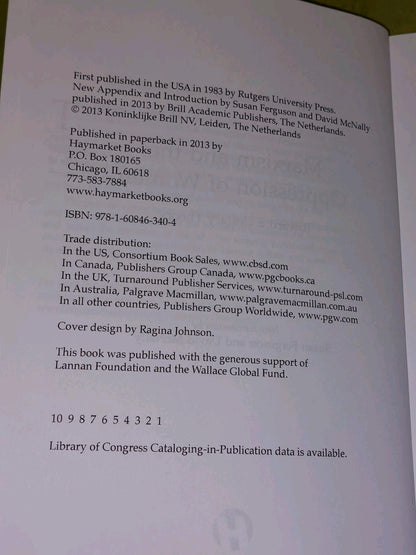 First published in the USA in 1983 by Rutgers University Press.
New Appendix and Introduction by Susan Ferguson and David McNally
published in 2013 by Brill Academic Publishers, The Netherlands.
© 2013 Koninklijke Brill NV, Leiden, The Netherlands
Published in paperback in 2013 by
Haymarket Books
P.O. Box 180165
Chicago, IL 60618
773-583-7884
www.haymarketbooks.org
ISBN: 978-1-60846-340-4
Trade distribution:
In the US, Consortium Book Sales, www.cbsd.com
In Canada, Publishers Group Canada, www.pgcbooks.ca
In the UK, Turnaround Publisher Services, www.turnaround-psl.com
In Australia, Palgrave Macmillan, www.palgravemacmillan.com.au
In all other countries, Publishers Group Worldwide, www.pgw.com
Cover design by Ragina Johnson.
This book was published with the generous support of
Lannan Foundation and the Wallace Global Fund.
10 9 8 7 6 5 4 3 2 1
Library of Congress Cataloging-in-Publication data is available.